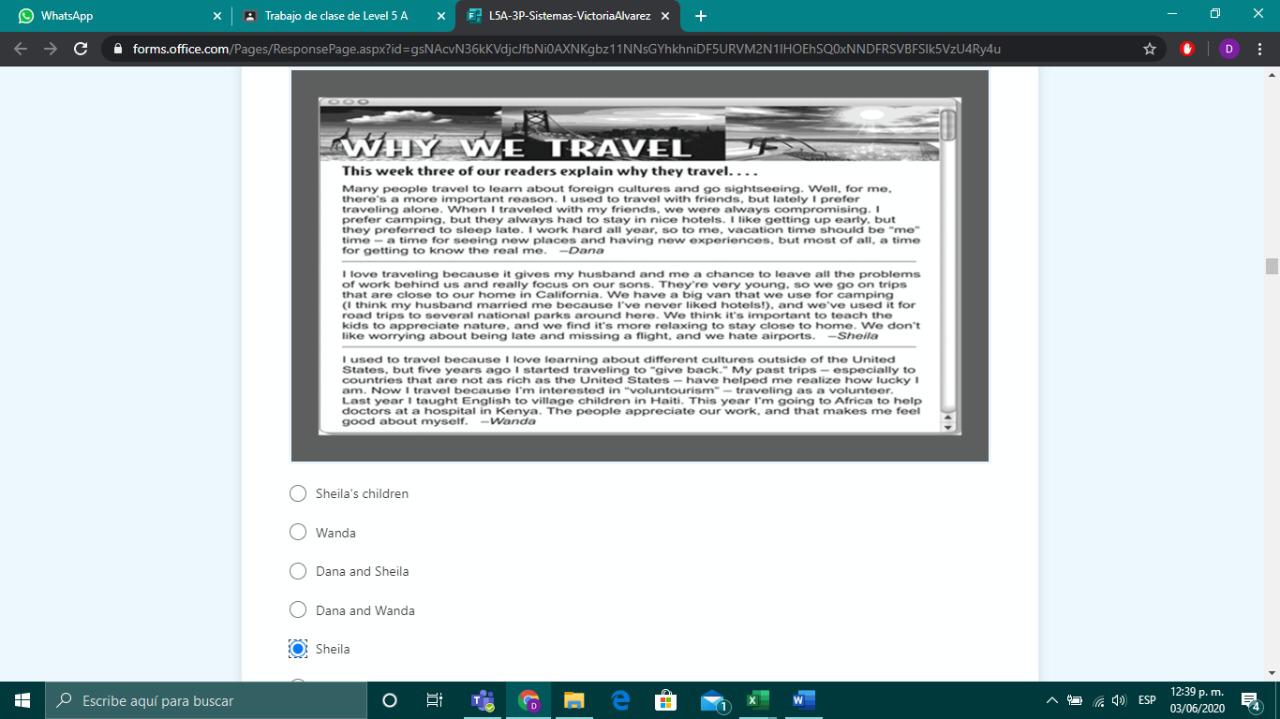 WhatsApp
Trabajo de clase de Level 5 A
L5A-3P-Sistemas-VictoriaAlvarez
forms.office.com/Pages/ResponsePage.aspx?id=gsNAcvN36kKVdjcJfbNi0AXNKgbz11NNsGYhkhniDF5URVM2N1lHOEhSQ0xNNDFRSVBFSlk5VzU4Ry4u
D
WHY WE TRAVEL
This week three of our readers explain why they travel. . . .
Many people travel to learn about foreign cultures and go sightseeing. Well, for me,
there's a more important reason. I used to travel with friends, but lately I prefer
traveling alone. When I traveled with my friends, we were always compromising. I
prefer camping, but they always had to stay in nice hotels. I like getting up early, but
they preferred to sleep late. I work hard all year, so to me, vacation time should be "me"
time – a time for seeing new places and having new experiences, but most of all, a time
for getting to know the real me. –Dana
I love traveling because it gives my husband and me a chance to leave all the problems
of work behind us and really focus on our sons. They're very young, so we go on trips
that are close to our home in California. We have a big van that we use for camping
(I think my husband married me because I've never liked hotels!), and we've used it for
road trips to several national parks around here. We think it's important to teach the
kids to appreciate nature, and we find it's more relaxing to stay close to home. We don't
like worrying about being late and missing a flight, and we hate airports. –Sheila
I used to travel because I love learning about different cultures outside of the United
States, but five years ago I started traveling to "give back." My past trips – especially to
countries that are not as rich as the United States – have helped me realize how lucky I
am. Now I travel because I'm interested in "voluntourism" – traveling as a volunteer.
Last year I taught English to village children in Haiti. This year I'm going to Africa to help
doctors at a hospital in Kenya. The people appreciate our work, and that makes me feel
good about myself. –Wanda
Sheila's children
Wanda
Dana and Sheila
Dana and Wanda
Sheila
Escribe aquí para buscar
1
ESP
12:39 p. m.
03/06/2020
4